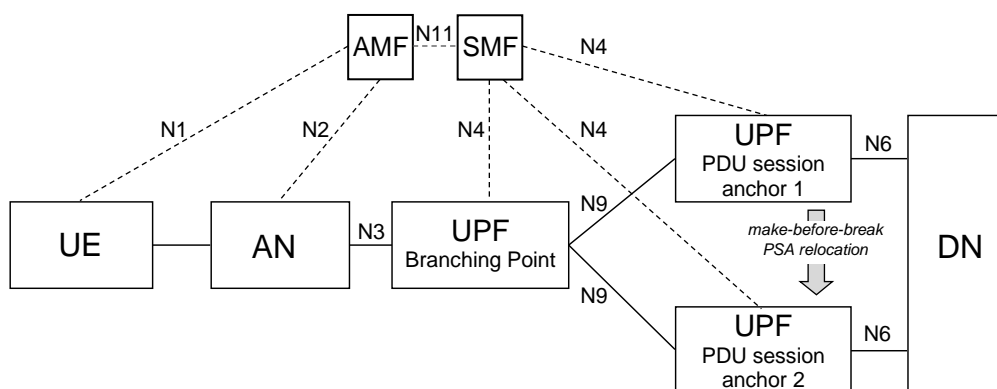 AMF
N11
SMF
N4
N1
N2
N4
N4
UPF
PDU session
anchor 1
N6
UE
AN
N3
UPF
Branching Point
N9
make-before-break
PSA relocation
DN
N9
UPF
PDU session
anchor 2
N6